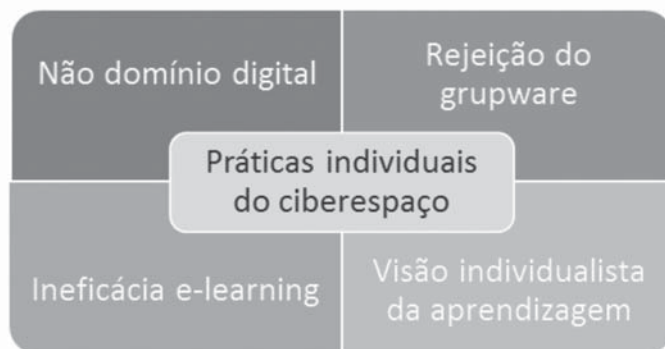 Não domínio digital
Rejeição do
grupware
Práticas individuais
do ciberespaço
Ineficácia e-learning
Visão individualista
da aprendizagem